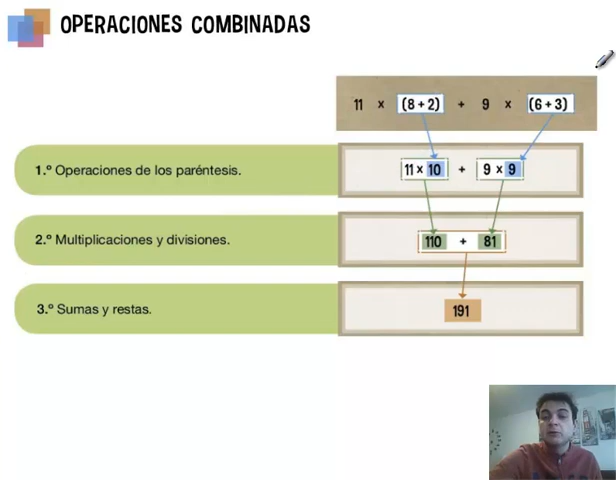 OPERACIONES COMBINADAS
11 x (8 + 2) + 9 x (6 + 3)
1.º Operaciones de los paréntesis.
11 x 10 + 9 x 9
2.º Multiplicaciones y divisiones.
110 + 81
3.º Sumas y restas.
191